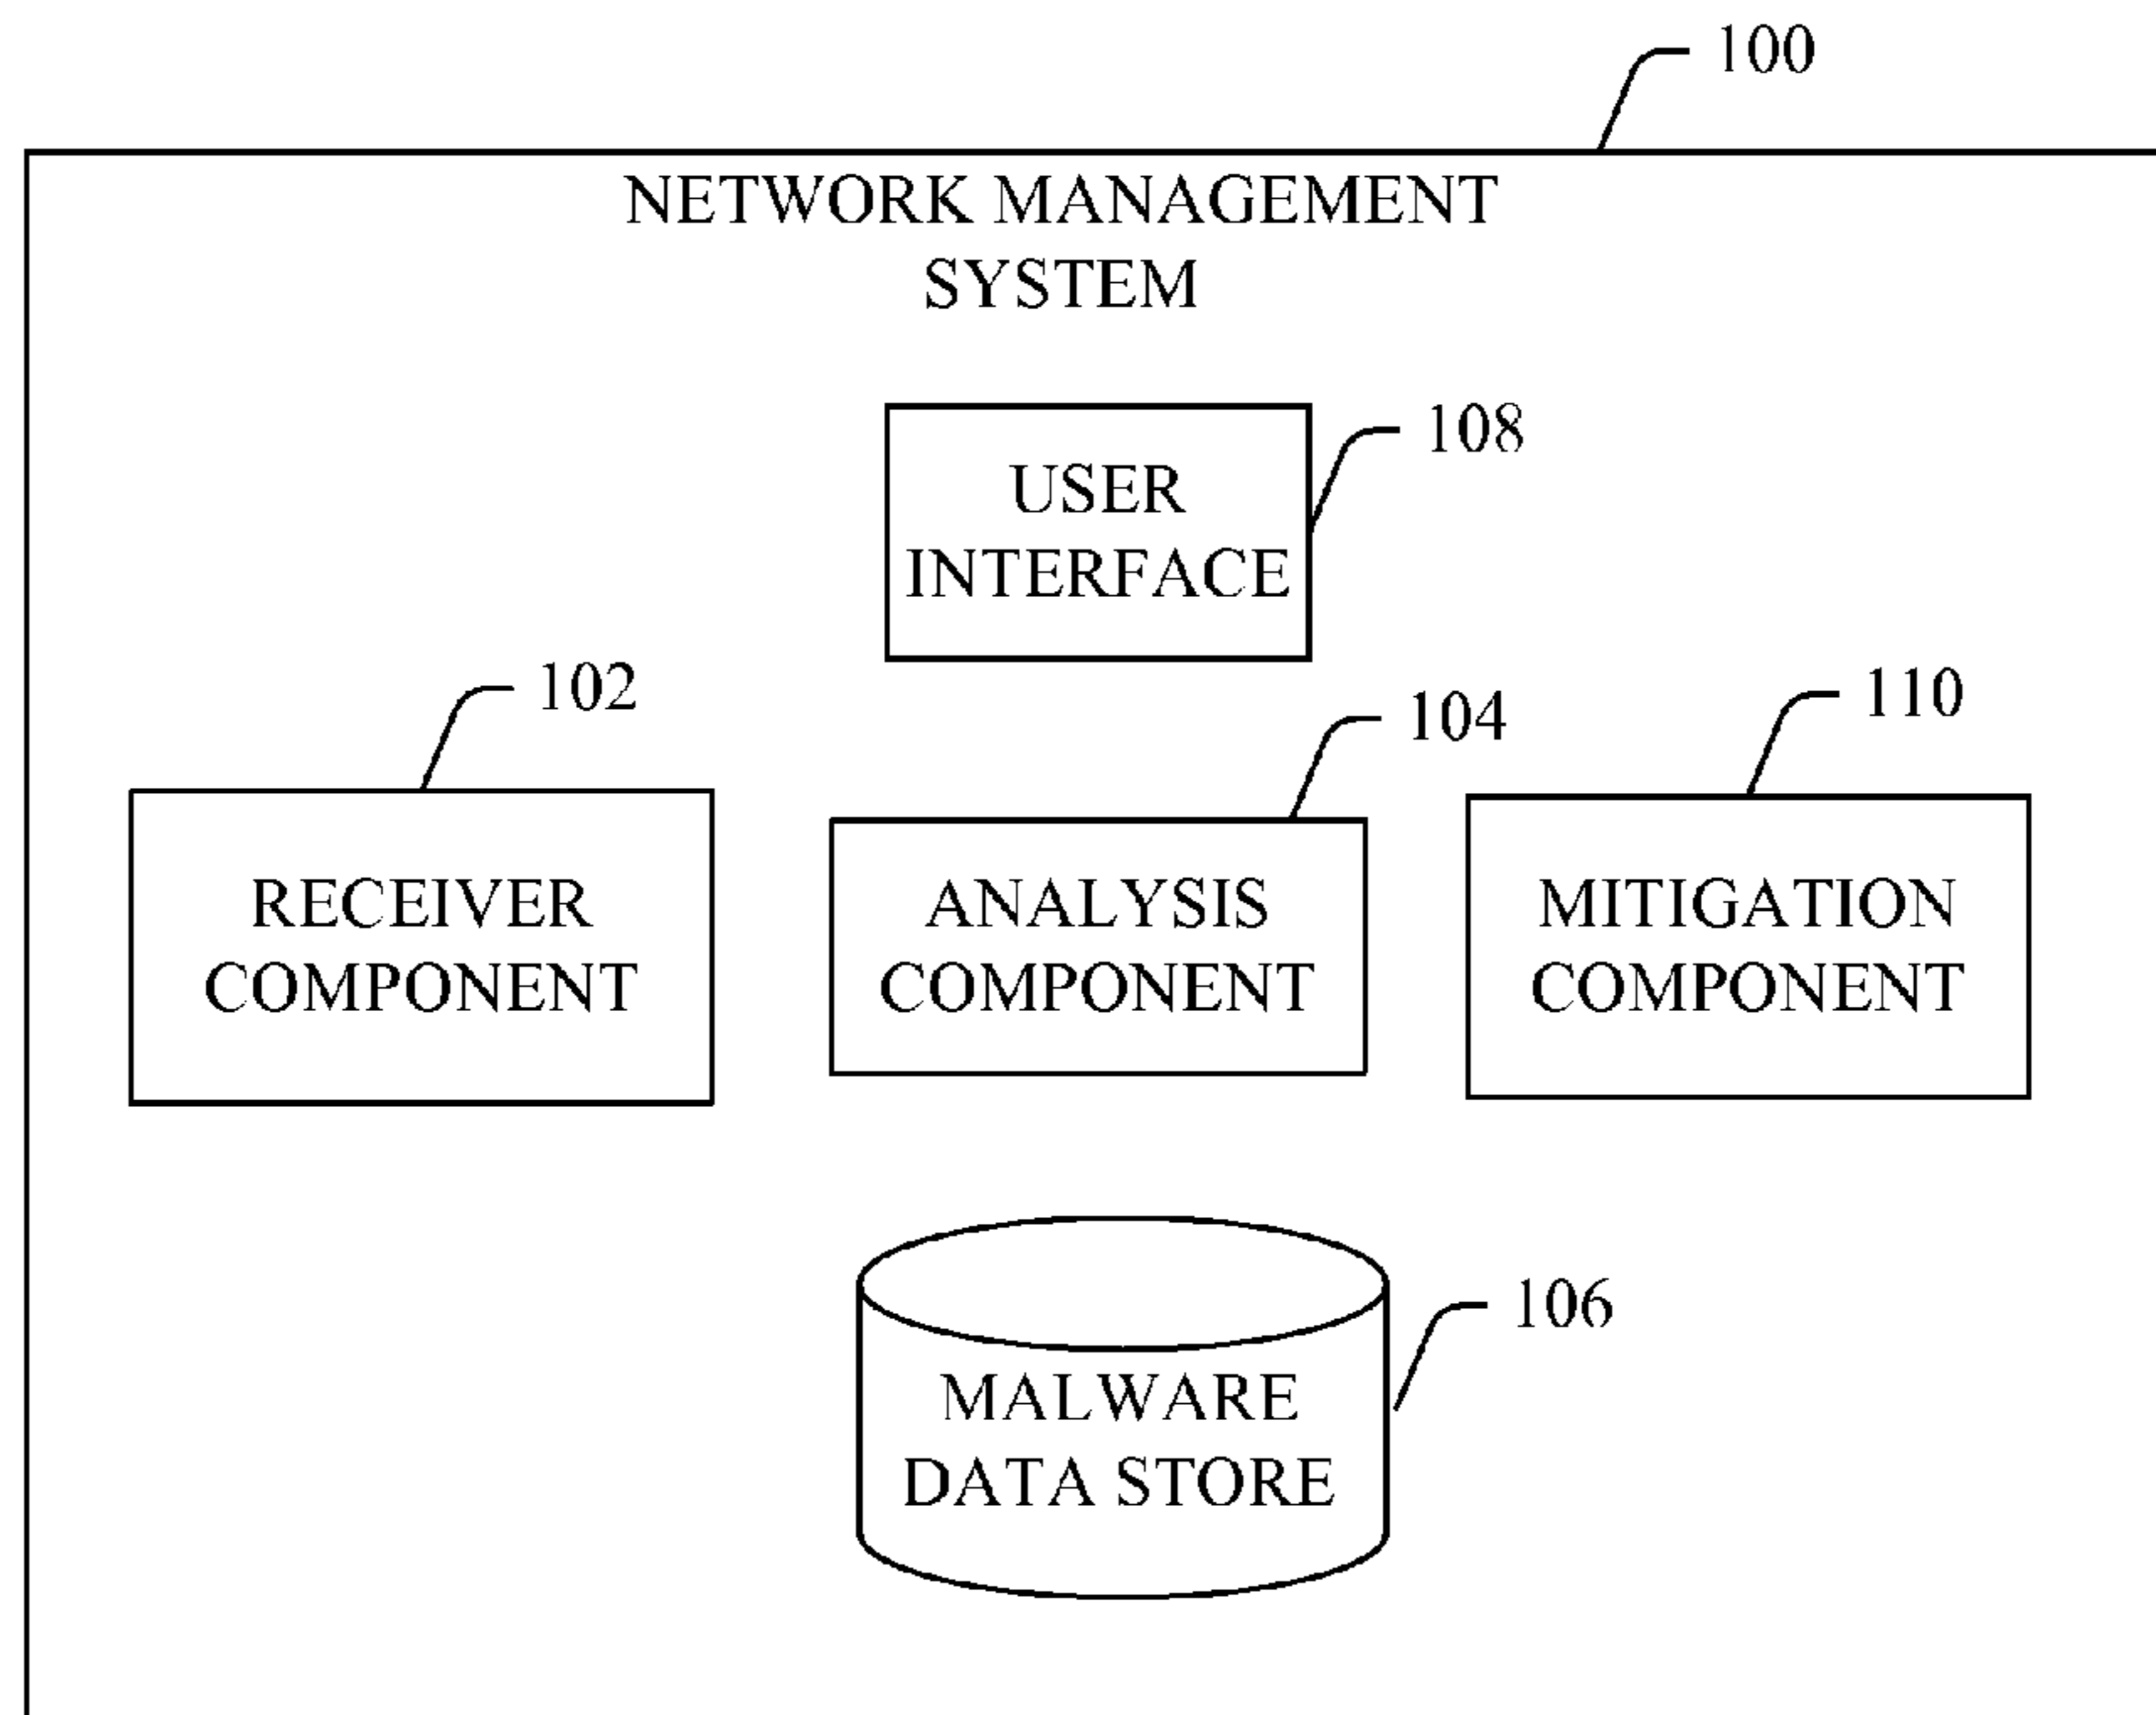 100
NETWORK MANAGEMENT
SYSTEM
108
USER
INTERFACE
102
104
110
RECEIVER
COMPONENT
ANALYSIS
COMPONENT
MITIGATION
COMPONENT
106
MALWARE
DATA STORE